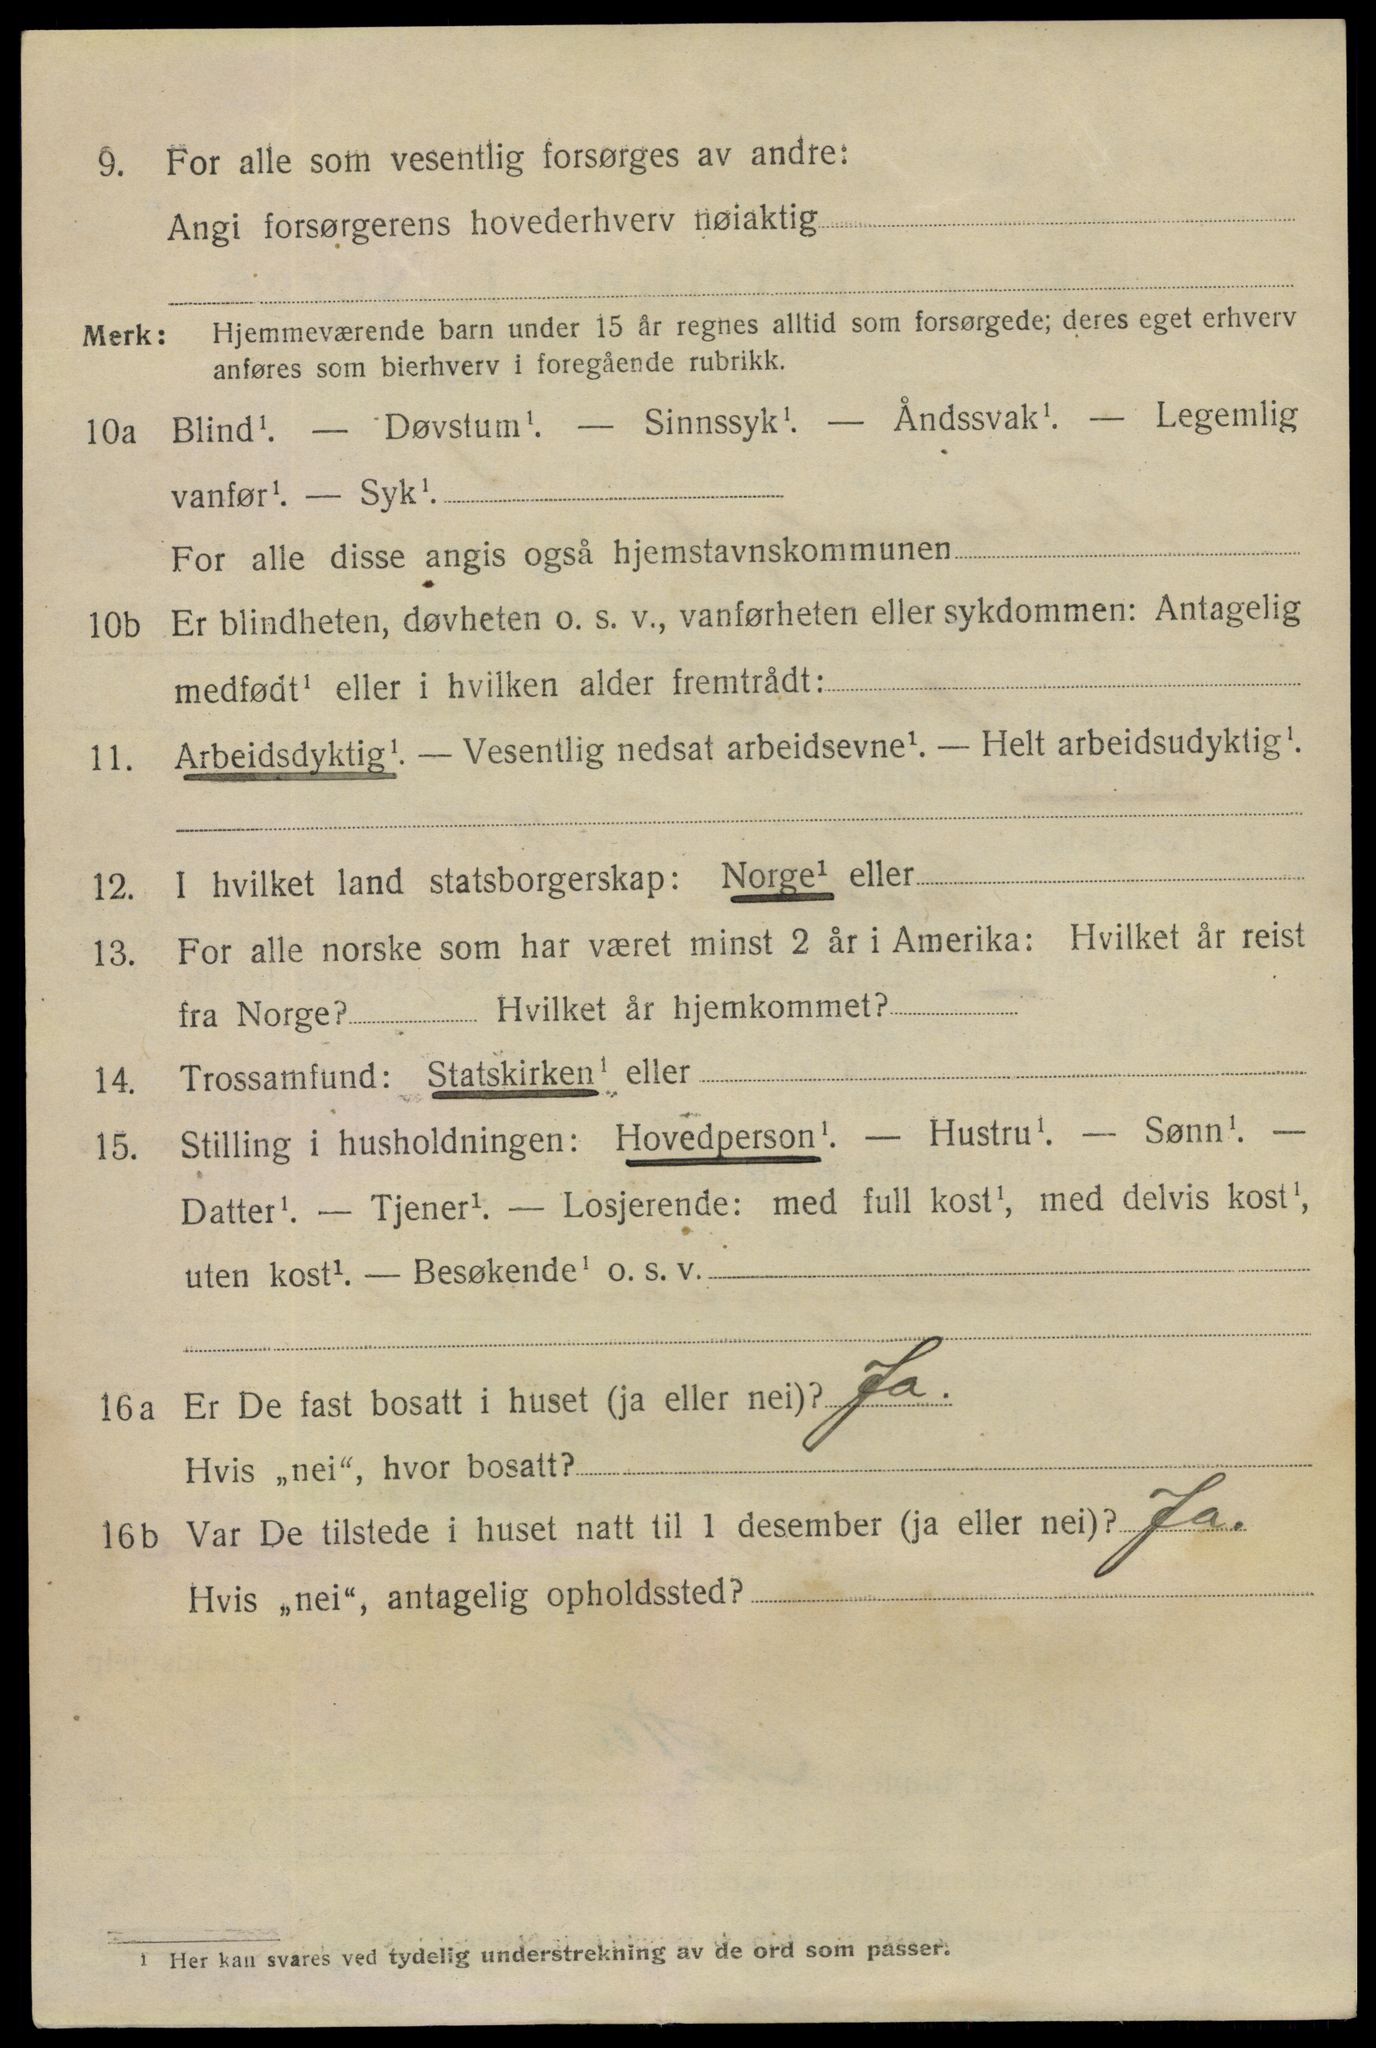 9. For alle som vesentlig forsørges av andre:
Angi forsørgerens hovederhverv nøiaktig
Merk: Hjemmeværende barn under 15 år regnes alltid som forsørgede; deres eget erhverv
anføres som bierhverv i foregående rubrikk.
10a Blind¹. — Døvstum¹. — Sinnssyk¹. — Åndssvak¹. — Legemlig
vanfør¹. — Syk¹.
For alle disse angis også hjemstavnskommunen
10b Er blindheten, døvheten o. s. v., vanførheten eller sykdommen: Antagelig
medfødt¹ eller i hvilken alder fremtrådt:
11. Arbeidsdyktig¹. — Vesentlig nedsat arbeidsevne¹. — Helt arbeidsudyktig¹.
12. I hvilket land statsborgerskap: Norge¹ eller
13. For alle norske som har været minst 2 år i Amerika: Hvilket år reist
fra Norge? Hvilket år hjemkommet?
14. Trossamfund: Statskirken¹ eller
15. Stilling i husholdningen: Hovedperson¹. — Hustru¹. — Sønn¹. —
Datter¹. — Tjener¹. — Losjerende: med full kost¹, med delvis kost¹,
uten kost¹. — Besøkende¹ o. s. v.
16a Er De fast bosatt i huset (ja eller nei)? Ja.
Hvis „nei“, hvor bosatt?
16b Var De tilstede i huset natt til 1 desember (ja eller nei)? Ja.
Hvis „nei“, antagelig opholdssted?
1 Her kan svares ved tydelig understrekning av de ord som passer.